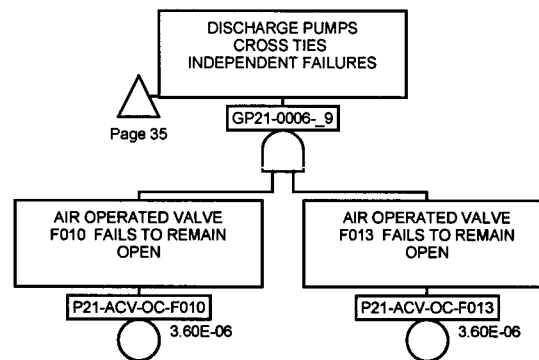 DISCHARGE PUMPS
CROSS TIES
INDEPENDENT FAILURES
Page 35
GP21-0006-_9
AIR OPERATED VALVE
F010 FAILS TO REMAIN
OPEN
P21-ACV-OC-F010
3.60E-06
AIR OPERATED VALVE
F013 FAILS TO REMAIN
OPEN
P21-ACV-OC-F013
3.60E-06